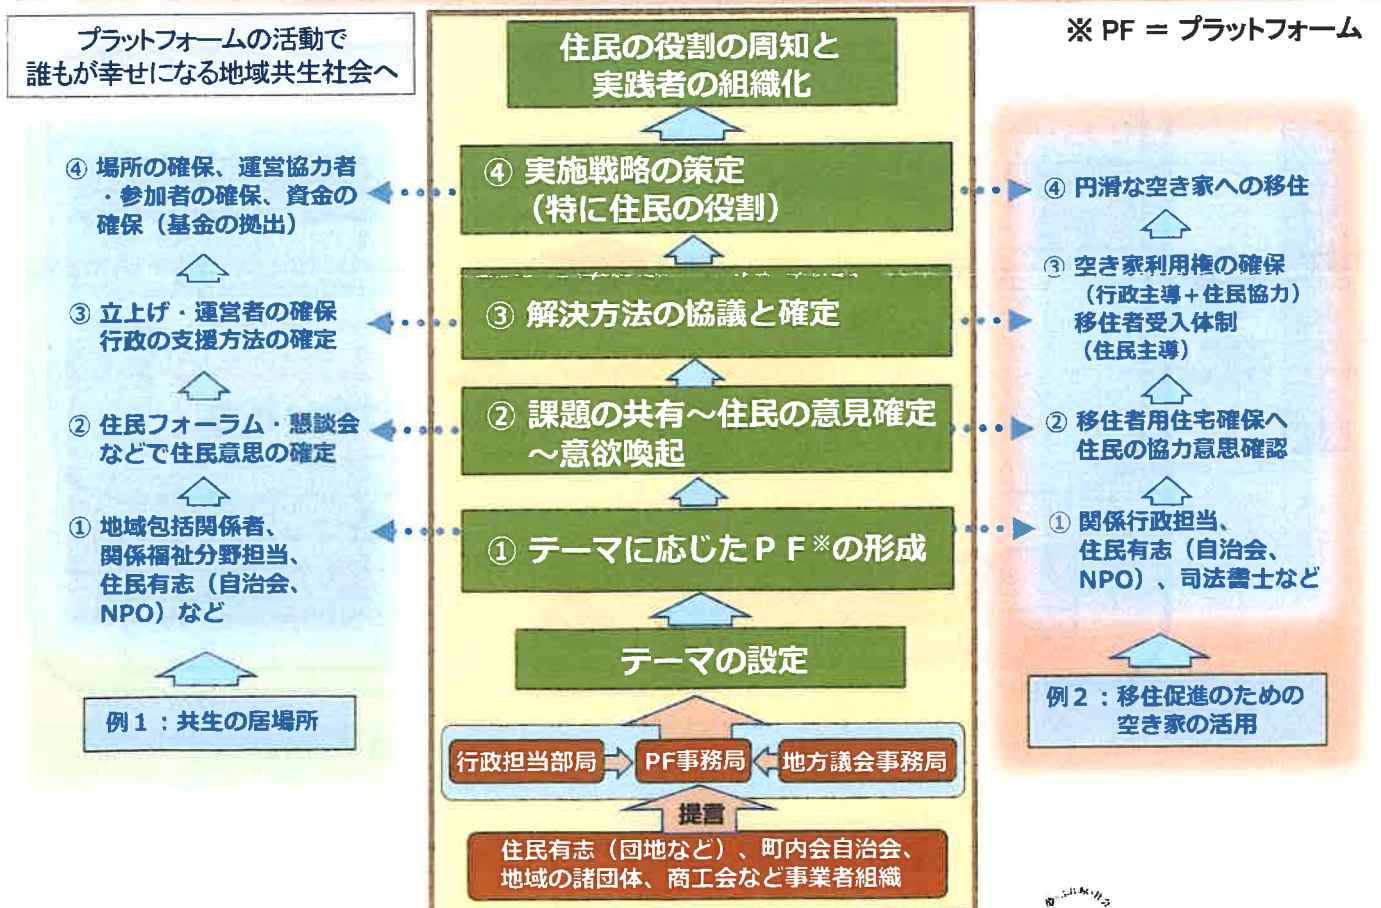 プラットフォームの活動で
誰もが幸せになる地域共生社会へ
※ PF = プラットフォーム
住民の役割の周知と
実践者の組織化
④ 実施戦略の策定
(特に住民の役割)
③ 解決方法の協議と確定
② 課題の共有～住民の意見確定
～意欲喚起
① テーマに応じたPF※の形成
テーマの設定
行政担当部局
PF事務局
地方議会事務局
提言
住民有志(団地など)、町内会自治会、
地域の諸団体、商工会など事業者組織
④ 場所の確保、運営協力者
・参加者の確保、資金の
確保(基金の拠出)
③ 立上げ・運営者の確保
行政の支援方法の確定
② 住民フォーラム・懇談会
などで住民意思の確定
① 地域包括関係者、
関係福祉分野担当、
住民有志(自治会、
NPO)など
例1:共生の居場所
④ 円滑な空き家への移住
③ 空き家利用権の確保
(行政主導+住民協力)
移住者受入体制
(住民主導)
② 移住者用住宅確保へ
住民の協力意思確認
① 関係行政担当、
住民有志(自治会、
NPO)、司法書士など
例2:移住促進のための
空き家の活用